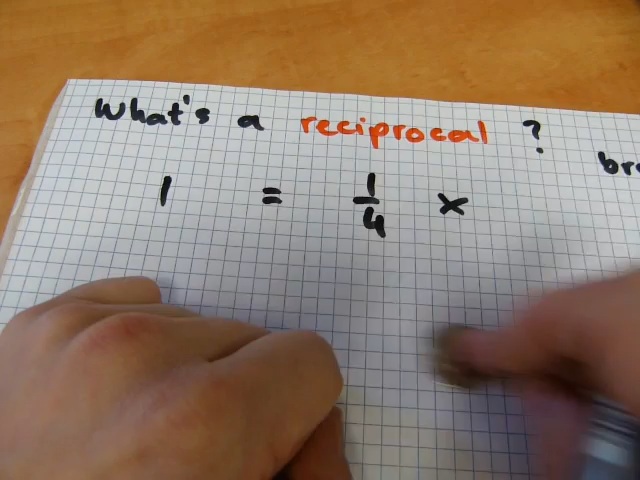 What's a reciprocal ?
1 = 1/4 x